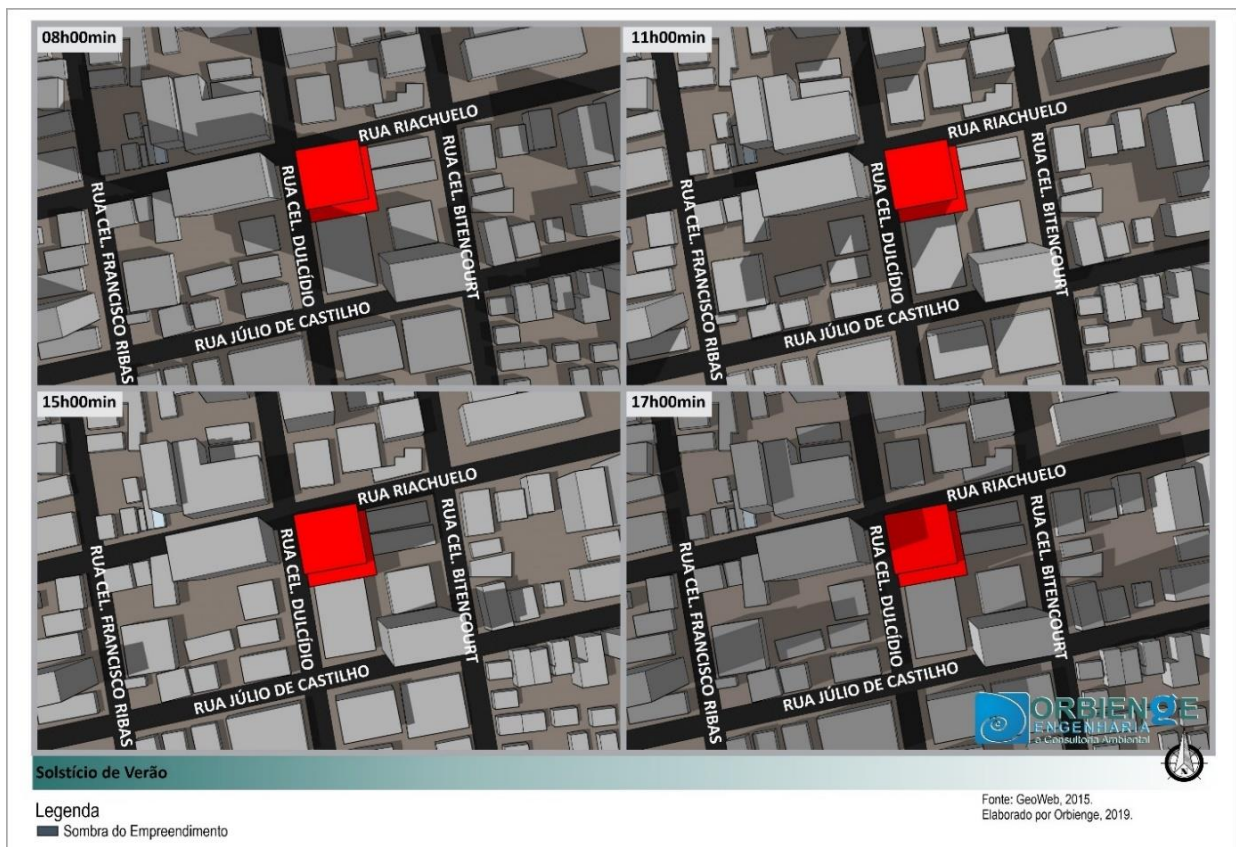 08h00min
RUA RIACHUELO
RUA CEL. FRANCISCO RIBAS
RUA CEL. DULCÍDIO
RUA CEL. BITENCOURT
RUA JÚLIO DE CASTILHO
11h00min
RUA RIACHUELO
RUA CEL. FRANCISCO RIBAS
RUA CEL. DULCÍDIO
RUA CEL. BITENCOURT
RUA JÚLIO DE CASTILHO
15h00min
RUA RIACHUELO
RUA CEL. FRANCISCO RIBAS
RUA CEL. DULCÍDIO
RUA CEL. BITENCOURT
RUA JÚLIO DE CASTILHO
17h00min
RUA RIACHUELO
RUA CEL. FRANCISCO RIBAS
RUA CEL. DULCÍDIO
RUA CEL. BITENCOURT
RUA JÚLIO DE CASTILHO
ORBIENGE
ENGENHARIA
e Consultoria Ambiental
Solstício de Verão
N
Legenda
Sombra do Empreendimento
Fonte: GeoWeb, 2015.
Elaborado por Orbienge, 2019.